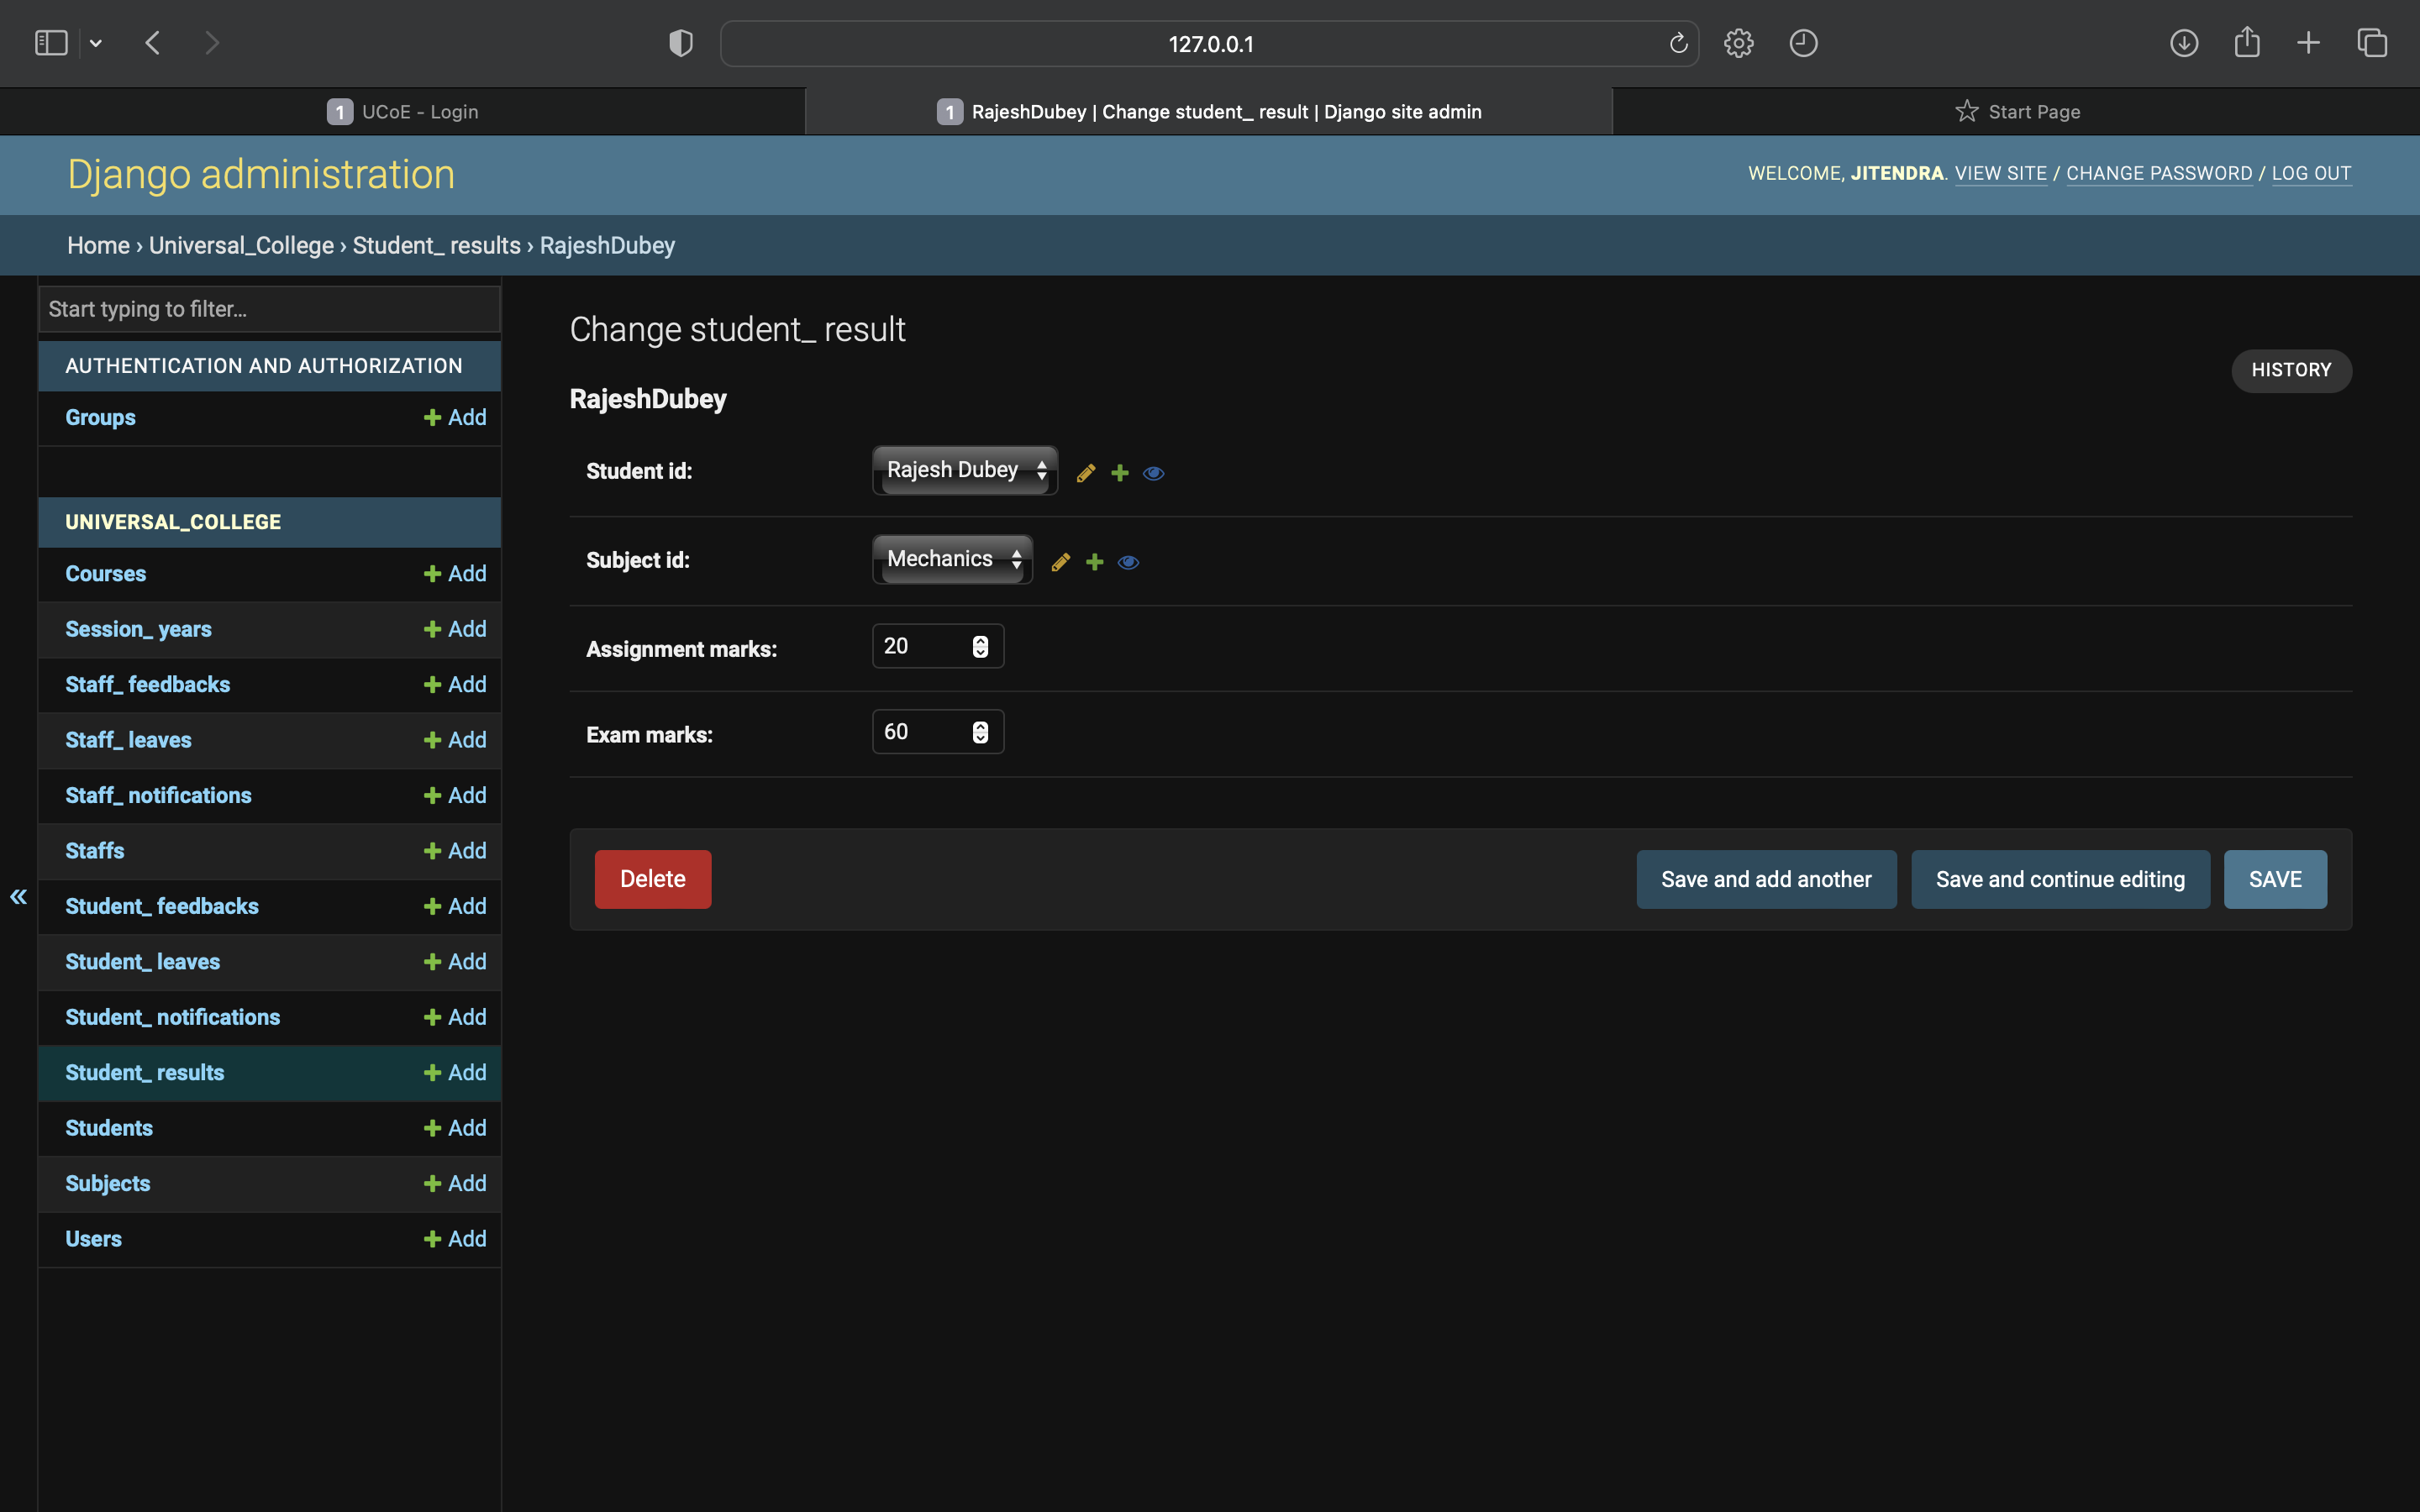 127.0.0.1
1 UCoE - Login
1 RajeshDubey | Change student_ result | Django site admin
Start Page
Django administration
WELCOME, JITENDRA. VIEW SITE / CHANGE PASSWORD / LOG OUT
Home › Universal_College › Student_ results › RajeshDubey
Start typing to filter...
AUTHENTICATION AND AUTHORIZATION
Groups + Add
UNIVERSAL_COLLEGE
Courses + Add
Session_ years + Add
Staff_ feedbacks + Add
Staff_ leaves + Add
Staff_ notifications + Add
Staffs + Add
Student_ feedbacks + Add
Student_ leaves + Add
Student_ notifications + Add
Student_ results + Add
Students + Add
Subjects + Add
Users + Add
«
Change student_ result
HISTORY
RajeshDubey
Student id: Rajesh Dubey
Subject id: Mechanics
Assignment marks: 20
Exam marks: 60
Delete
Save and add another
Save and continue editing
SAVE